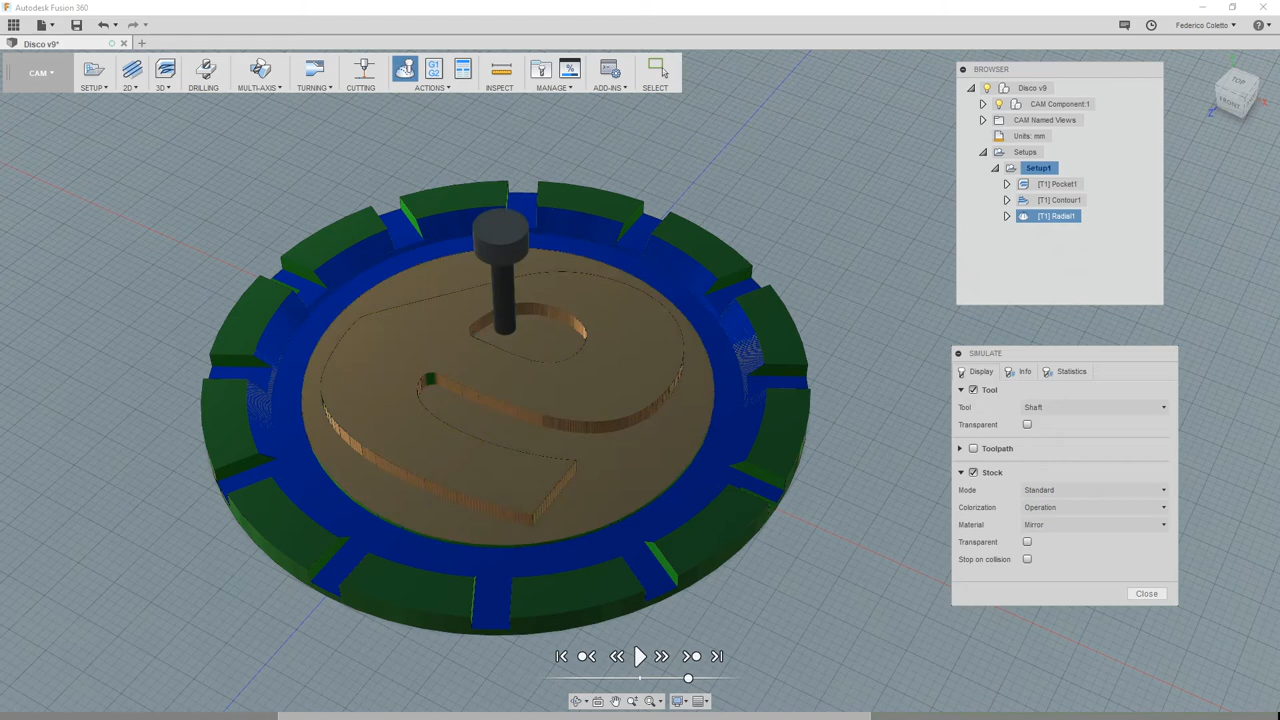 Autodesk Fusion 360
Federico Coletto
Disco v9*
CAM
G1
G2
SETUP
2D
3D
DRILLING
MULTI-AXIS
TURNING
CUTTING
ACTIONS
INSPECT
MANAGE
ADD-INS
SELECT
BROWSER
Disco v9
CAM Component:1
CAM Named Views
Units: mm
Setups
Setup1
[T1] Pocket1
[T1] Contour1
[T1] Radial1
TOP
FRONT
Z
X
SIMULATE
Display Info Statistics
Tool
Tool Shaft
Transparent
Toolpath
Stock
Mode Standard
Colorization Operation
Material Mirror
Transparent
Stop on collision
Close